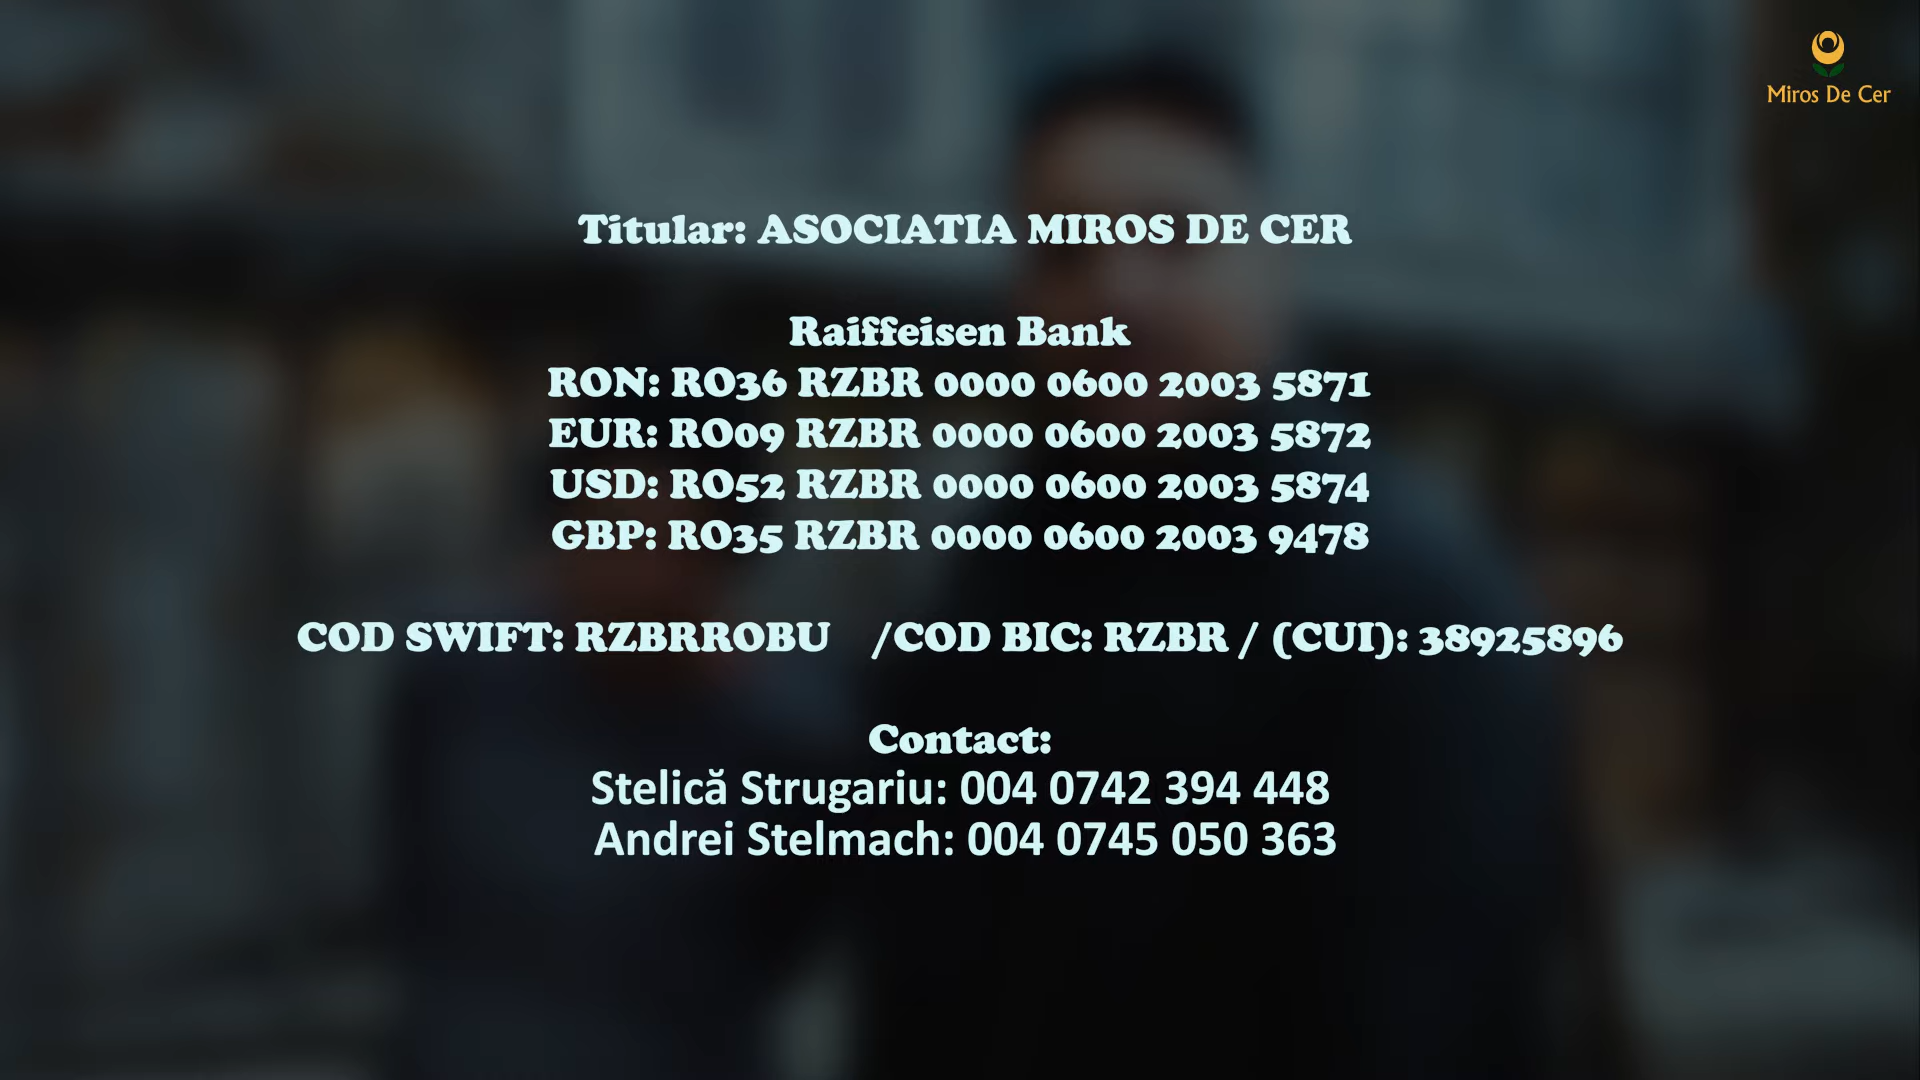 Miros De Cer
Titular: ASOCIATIA MIROS DE CER
Raiffeisen Bank
RON: RO36 RZBR 0000 0600 2003 5871
EUR: RO09 RZBR 0000 0600 2003 5872
USD: RO52 RZBR 0000 0600 2003 5874
GBP: RO35 RZBR 0000 0600 2003 9478
COD SWIFT: RZBRROBU /COD BIC: RZBR / (CUI): 38925896
Contact:
Stelică Strugariu: 004 0742 394 448
Andrei Stelmach: 004 0745 050 363